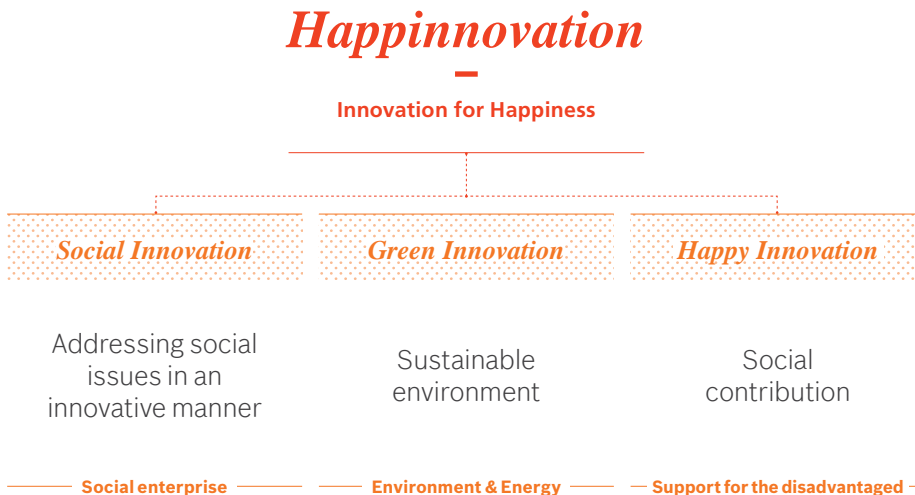 Happinnovation
Innovation for Happiness
Social Innovation
Green Innovation
Happy Innovation
Addressing social
issues in an
innovative manner
Sustainable
environment
Social
contribution
Social enterprise
Environment & Energy
Support for the disadvantaged